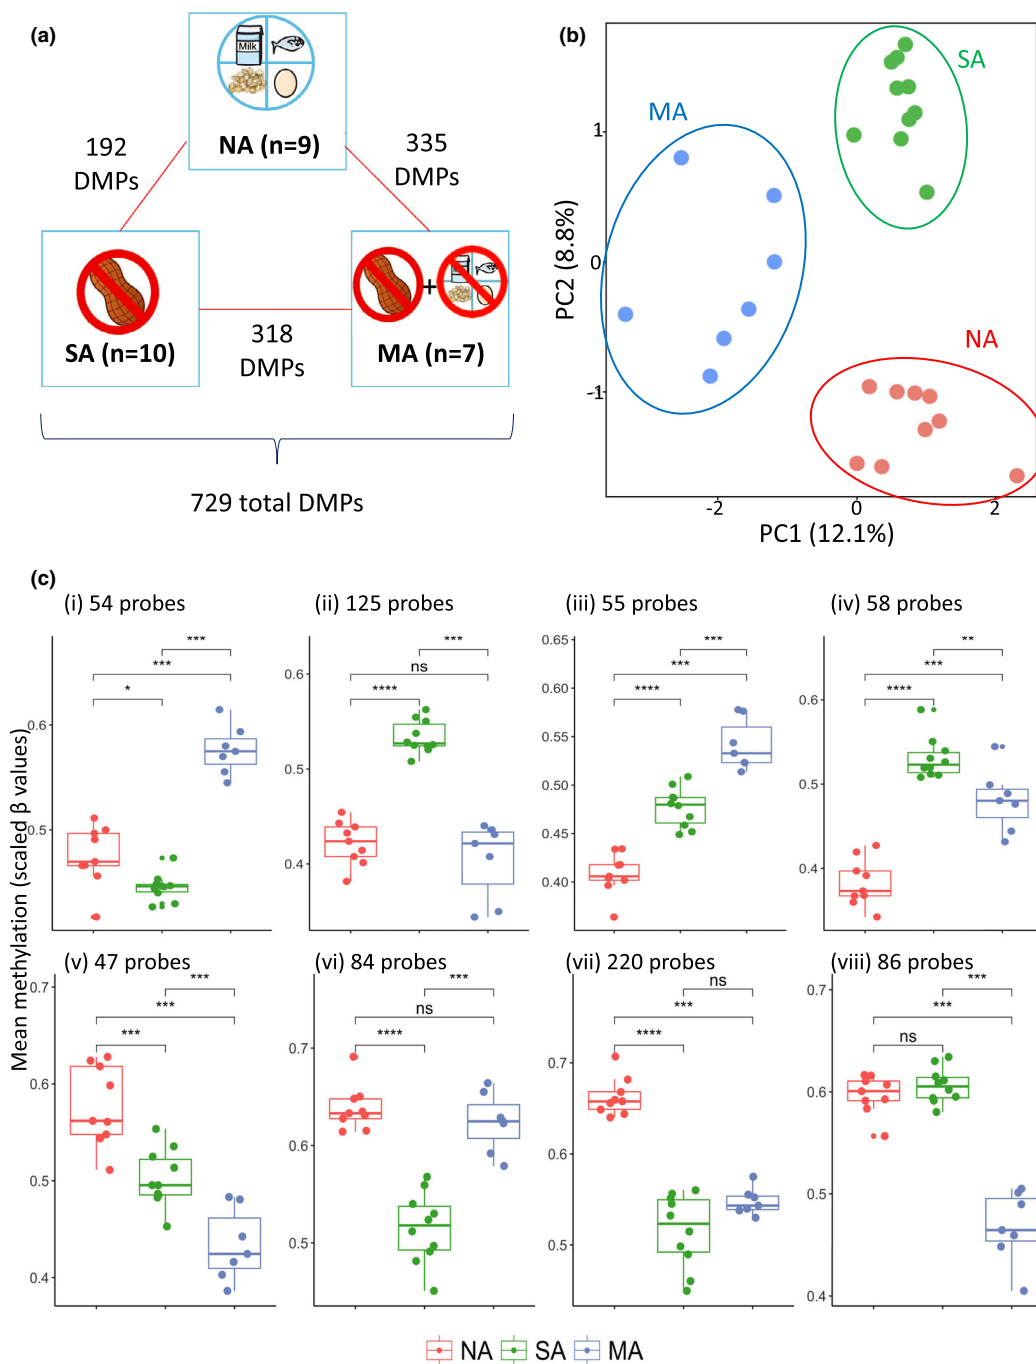 (a)
Milk
NA (n=9)
192
DMPs
335
DMPs
SA (n=10)
+
MA (n=7)
318
DMPs
729 total DMPs
(b)
MA
SA
NA
1
0
-1
PC2 (8.8%)
-2
0
2
PC1 (12.1%)
(c)
Mean methylation (scaled β values)
(i) 54 probes
***
***
*
0.6
0.5
(ii) 125 probes
***
ns
****
0.6
0.5
0.4
(iii) 55 probes
***
***
****
0.65
0.60
0.55
0.50
0.45
0.40
(iv) 58 probes
**
***
****
0.6
0.5
0.4
(v) 47 probes
***
***
***
0.7
0.6
0.5
0.4
(vi) 84 probes
***
ns
****
0.7
0.6
0.5
(vii) 220 probes
ns
***
****
0.7
0.6
0.5
(viii) 86 probes
***
***
ns
0.7
0.6
0.5
0.4
NA SA MA